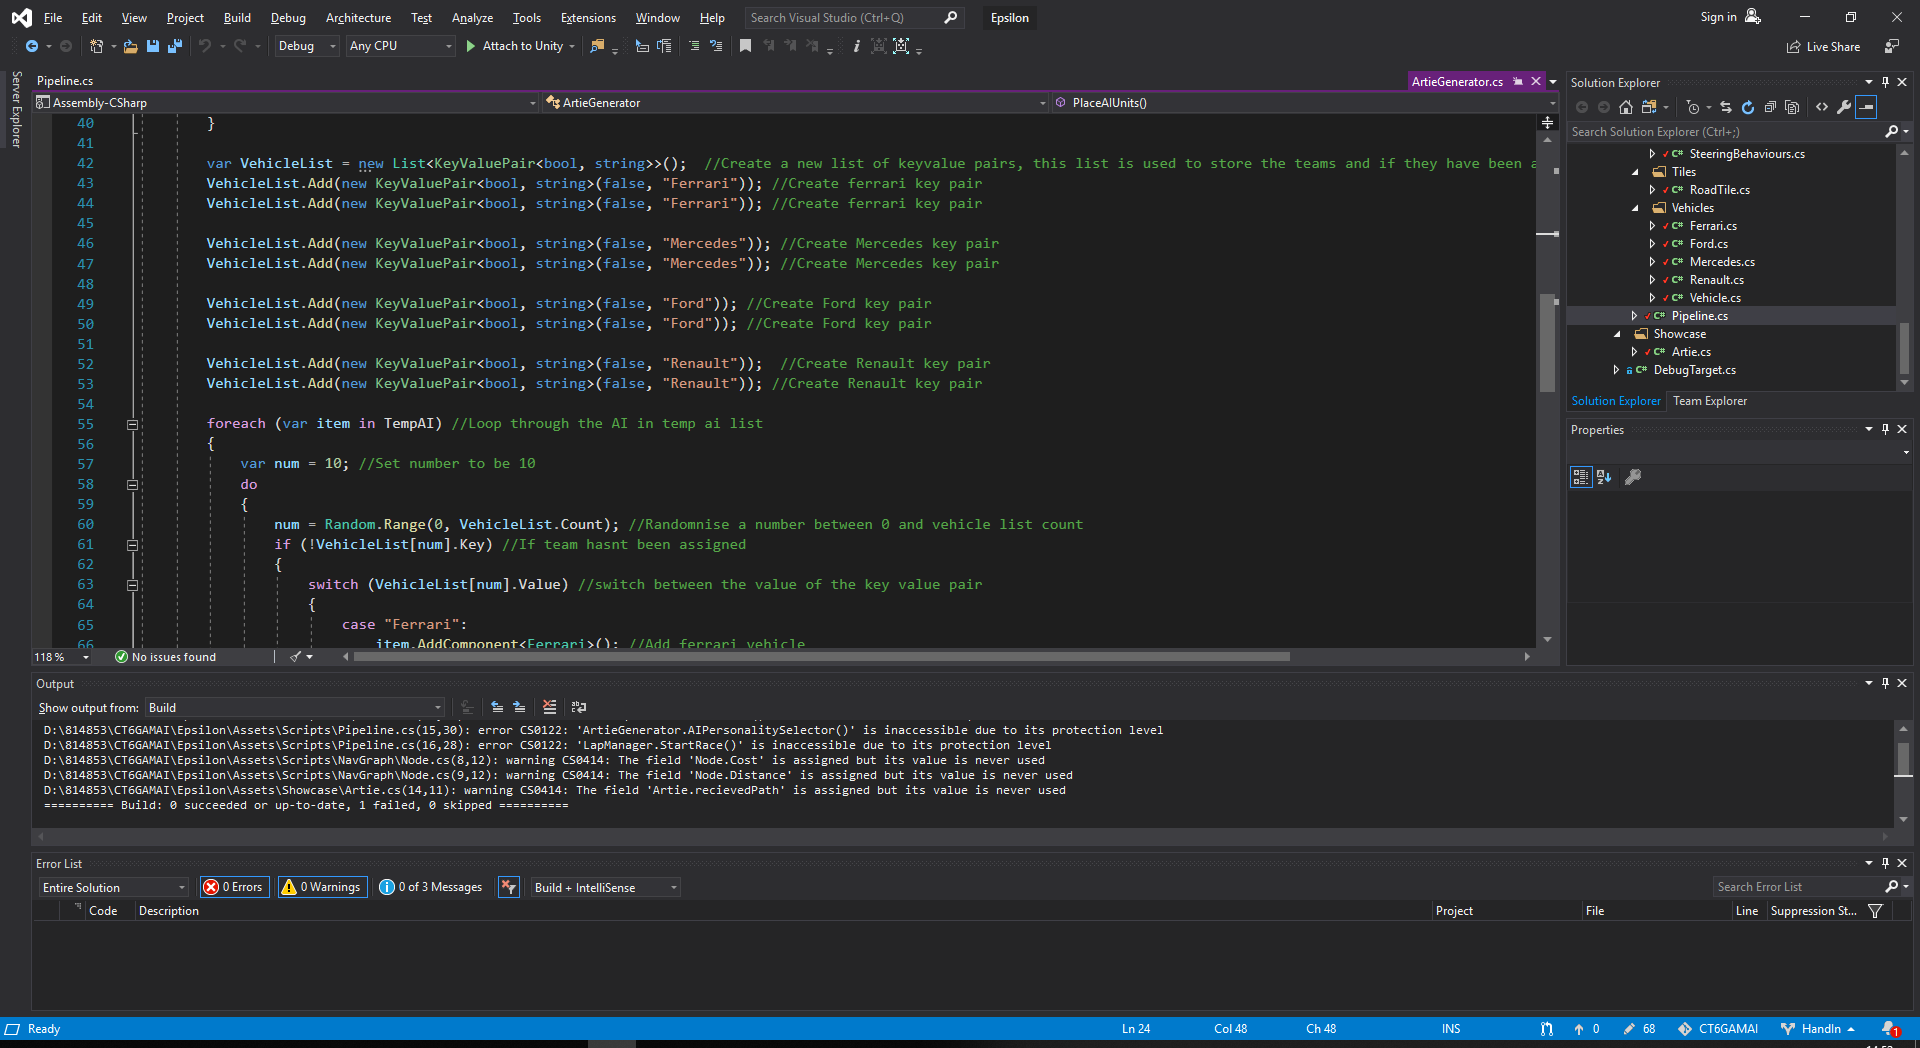 File Edit View Project Build Debug Architecture Test Analyze Tools Extensions Window Help Search Visual Studio (Ctrl+Q) Epsilon Sign in
Debug Any CPU Attach to Unity Live Share
Server Explorer
Pipeline.cs ArtieGenerator.cs
Assembly-CSharp ArtieGenerator PlaceAIUnits()
40 }
41
42 var VehicleList = new List<KeyValuePair<bool, string>>(); //Create a new list of keyvalue pairs, this list is used to store the teams and if they have been a
43 VehicleList.Add(new KeyValuePair<bool, string>(false, "Ferrari")); //Create ferrari key pair
44 VehicleList.Add(new KeyValuePair<bool, string>(false, "Ferrari")); //Create ferrari key pair
45
46 VehicleList.Add(new KeyValuePair<bool, string>(false, "Mercedes")); //Create Mercedes key pair
47 VehicleList.Add(new KeyValuePair<bool, string>(false, "Mercedes")); //Create Mercedes key pair
48
49 VehicleList.Add(new KeyValuePair<bool, string>(false, "Ford")); //Create Ford key pair
50 VehicleList.Add(new KeyValuePair<bool, string>(false, "Ford")); //Create Ford key pair
51
52 VehicleList.Add(new KeyValuePair<bool, string>(false, "Renault")); //Create Renault key pair
53 VehicleList.Add(new KeyValuePair<bool, string>(false, "Renault")); //Create Renault key pair
54
55 foreach (var item in TempAI) //Loop through the AI in temp ai list
56 {
57 var num = 10; //Set number to be 10
58 do
59 {
60 num = Random.Range(0, VehicleList.Count); //Randomnise a number between 0 and vehicle list count
61 if (!VehicleList[num].Key) //If team hasnt been assigned
62 {
63 switch (VehicleList[num].Value) //switch between the value of the key value pair
64 {
65 case "Ferrari":
66 item.AddComponent<Ferrari>(); //Add ferrari vehicle
118 % No issues found
Solution Explorer
Search Solution Explorer (Ctrl+;)
C# SteeringBehaviours.cs
Tiles
C# RoadTile.cs
Vehicles
C# Ferrari.cs
C# Ford.cs
C# Mercedes.cs
C# Renault.cs
C# Vehicle.cs
C# Pipeline.cs
Showcase
C# Artie.cs
C# DebugTarget.cs
Solution Explorer Team Explorer
Properties
Output
Show output from: Build
D:\814853\CT6GAMAI\Epsilon\Assets\Scripts\Pipeline.cs(15,30): error CS0122: 'ArtieGenerator.AIPersonalitySelector()' is inaccessible due to its protection level
D:\814853\CT6GAMAI\Epsilon\Assets\Scripts\Pipeline.cs(16,28): error CS0122: 'LapManager.StartRace()' is inaccessible due to its protection level
D:\814853\CT6GAMAI\Epsilon\Assets\Scripts\NavGraph\Node.cs(8,12): warning CS0414: The field 'Node.Cost' is assigned but its value is never used
D:\814853\CT6GAMAI\Epsilon\Assets\Scripts\NavGraph\Node.cs(9,12): warning CS0414: The field 'Node.Distance' is assigned but its value is never used
D:\814853\CT6GAMAI\Epsilon\Assets\Showcase\Artie.cs(14,11): warning CS0414: The field 'Artie.recievedPath' is assigned but its value is never used
========== Build: 0 succeeded or up-to-date, 1 failed, 0 skipped ==========
Error List
Entire Solution 0 Errors 0 Warnings 0 of 3 Messages Build + IntelliSense Search Error List
Code Description Project File Line Suppression St...
Ready Ln 24 Col 48 Ch 48 INS 0 68 CT6GAMAI HandIn 1